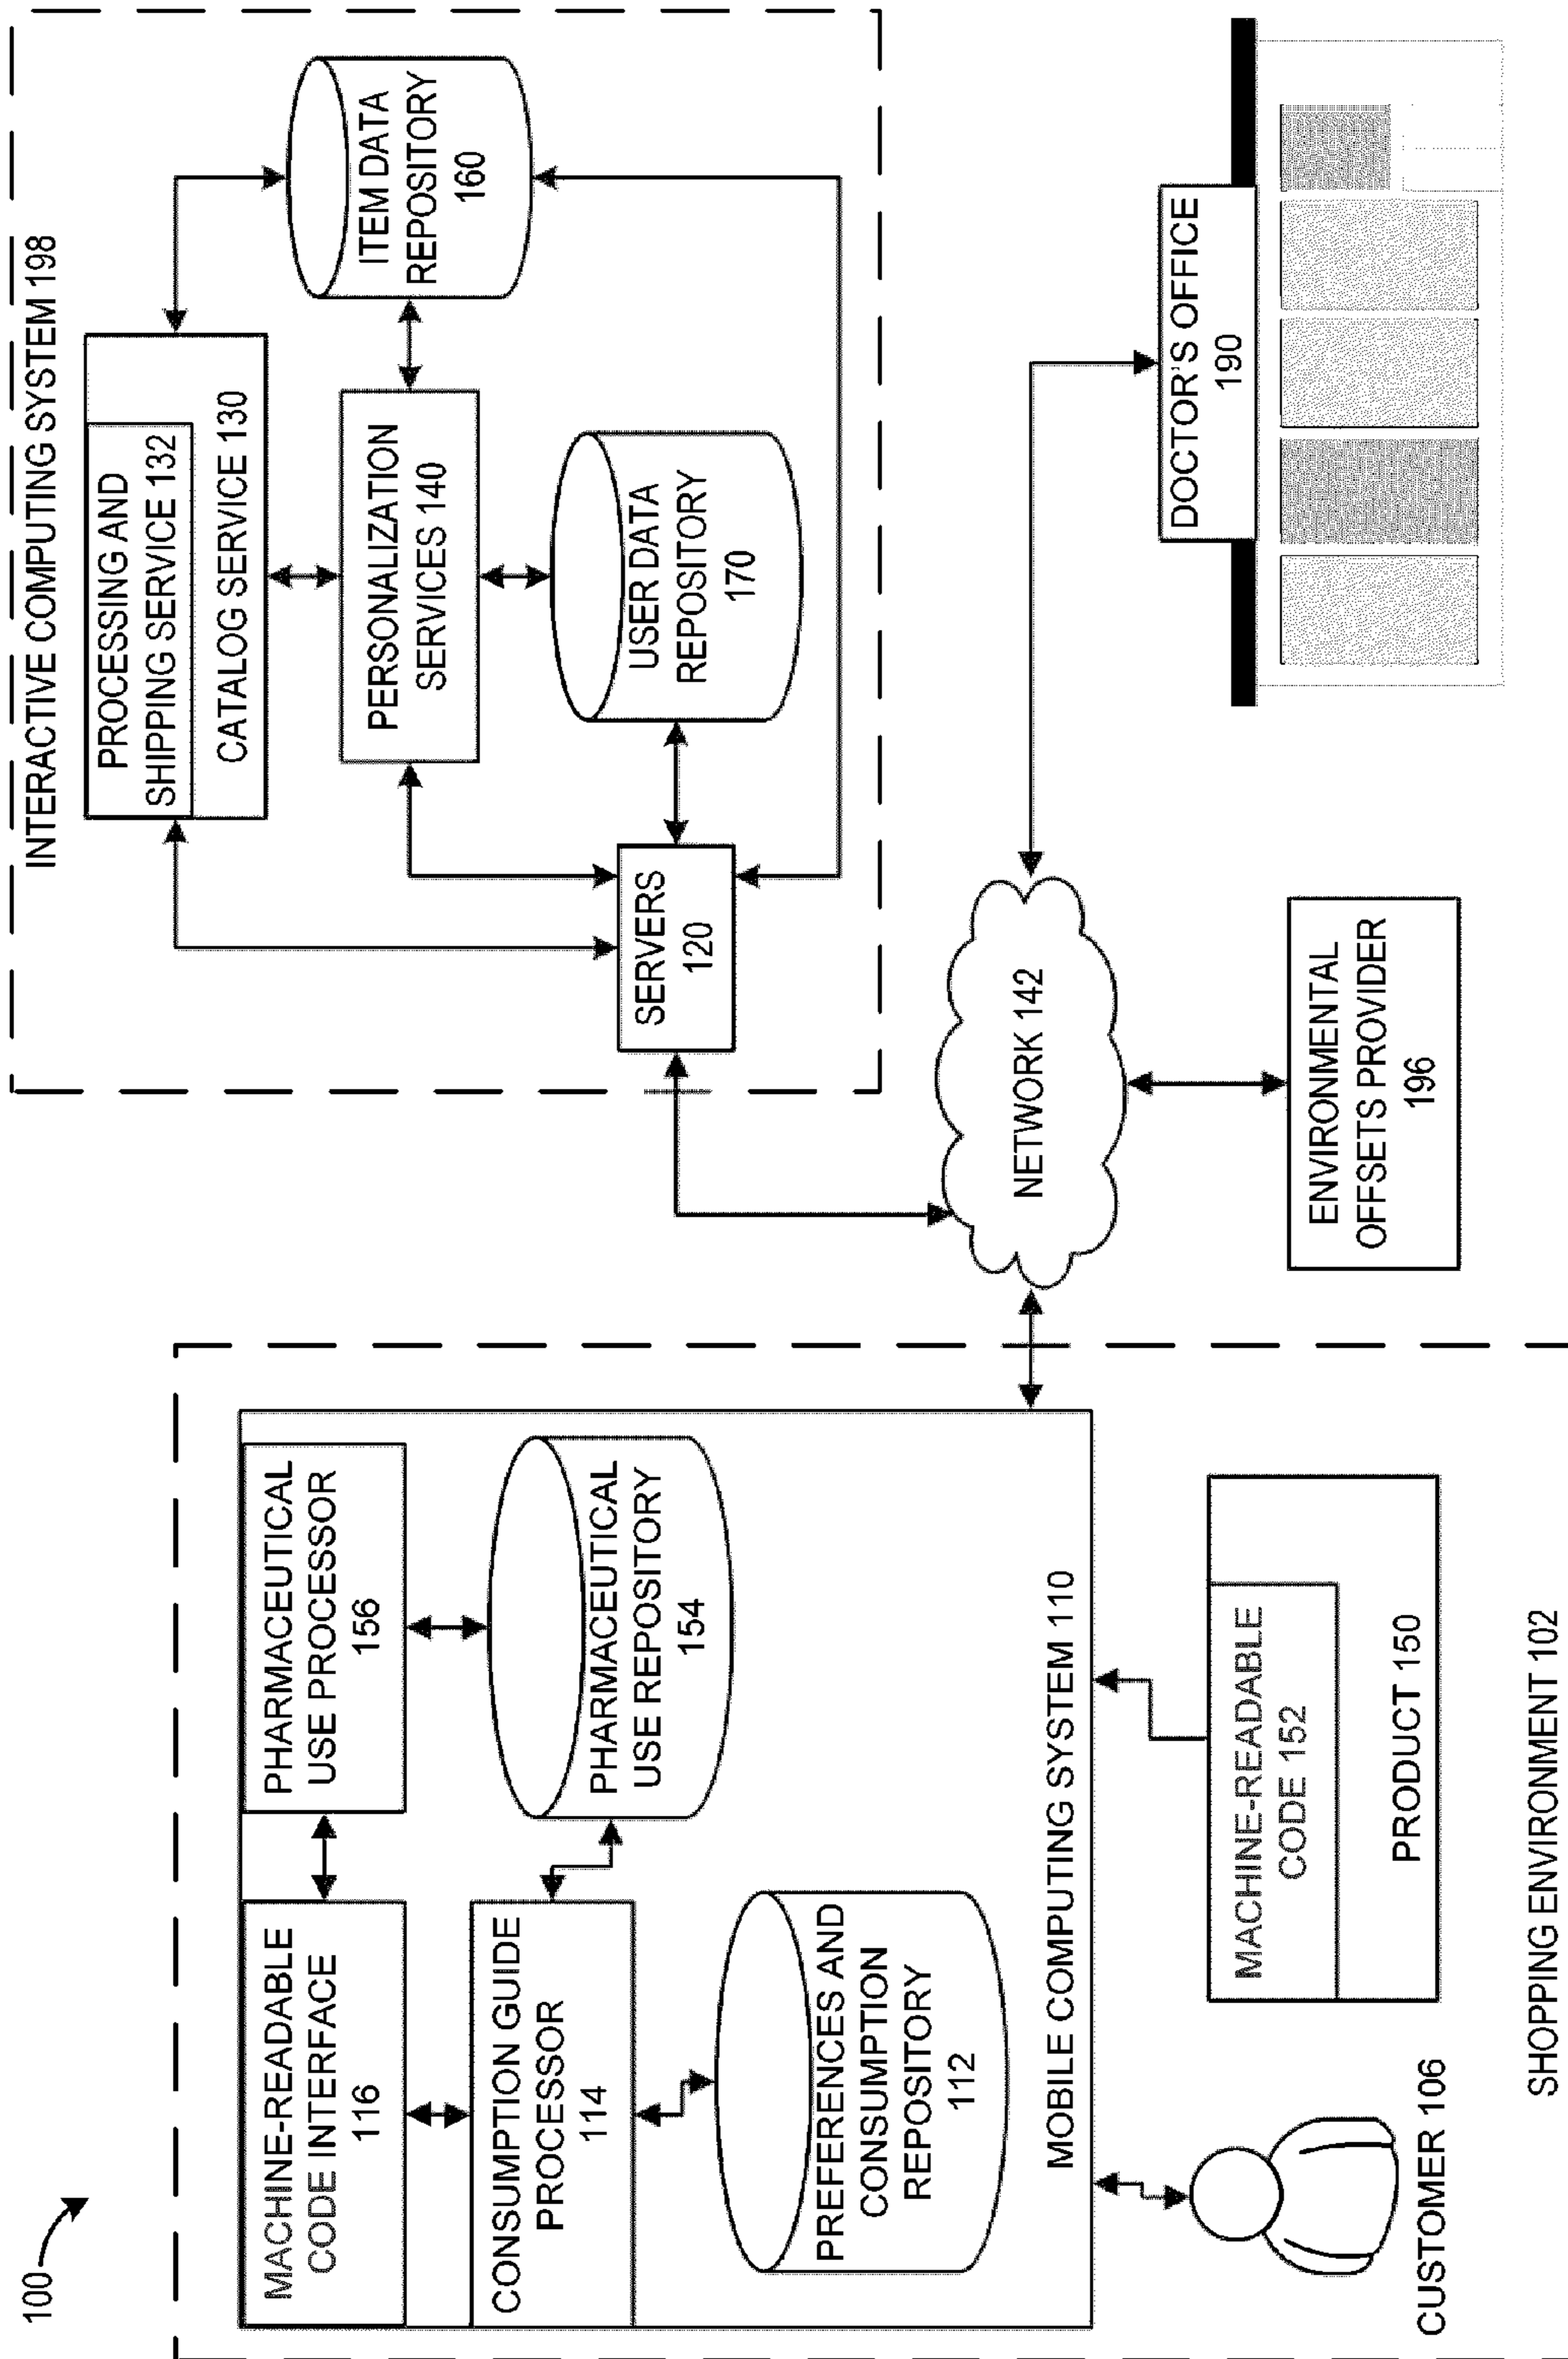 100
MACHINE-READABLE
CODE INTERFACE
116
PHARMACEUTICAL
USE PROCESSOR
156
CONSUMPTION GUIDE
PROCESSOR
114
PHARMACEUTICAL
USE REPOSITORY
154
PREFERENCES AND
CONSUMPTION
REPOSITORY
112
MOBILE COMPUTING SYSTEM 110
CUSTOMER 106
MACHINE-READABLE
CODE 152
PRODUCT 150
SHOPPING ENVIRONMENT 102
INTERACTIVE COMPUTING SYSTEM 198
PROCESSING AND
SHIPPING SERVICE 132
CATALOG SERVICE 130
PERSONALIZATION
SERVICES 140
ITEM DATA
REPOSITORY
160
USER DATA
REPOSITORY
170
SERVERS
120
NETWORK 142
ENVIRONMENTAL
OFFSETS PROVIDER
196
DOCTOR'S OFFICE
190